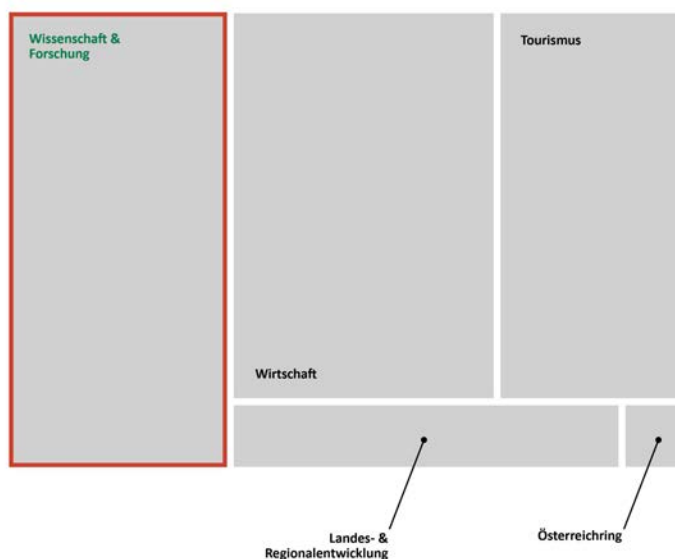 Wissenschaft &
Forschung
Tourismus
Wirtschaft
Landes- &
Regionalentwicklung
Österreichring